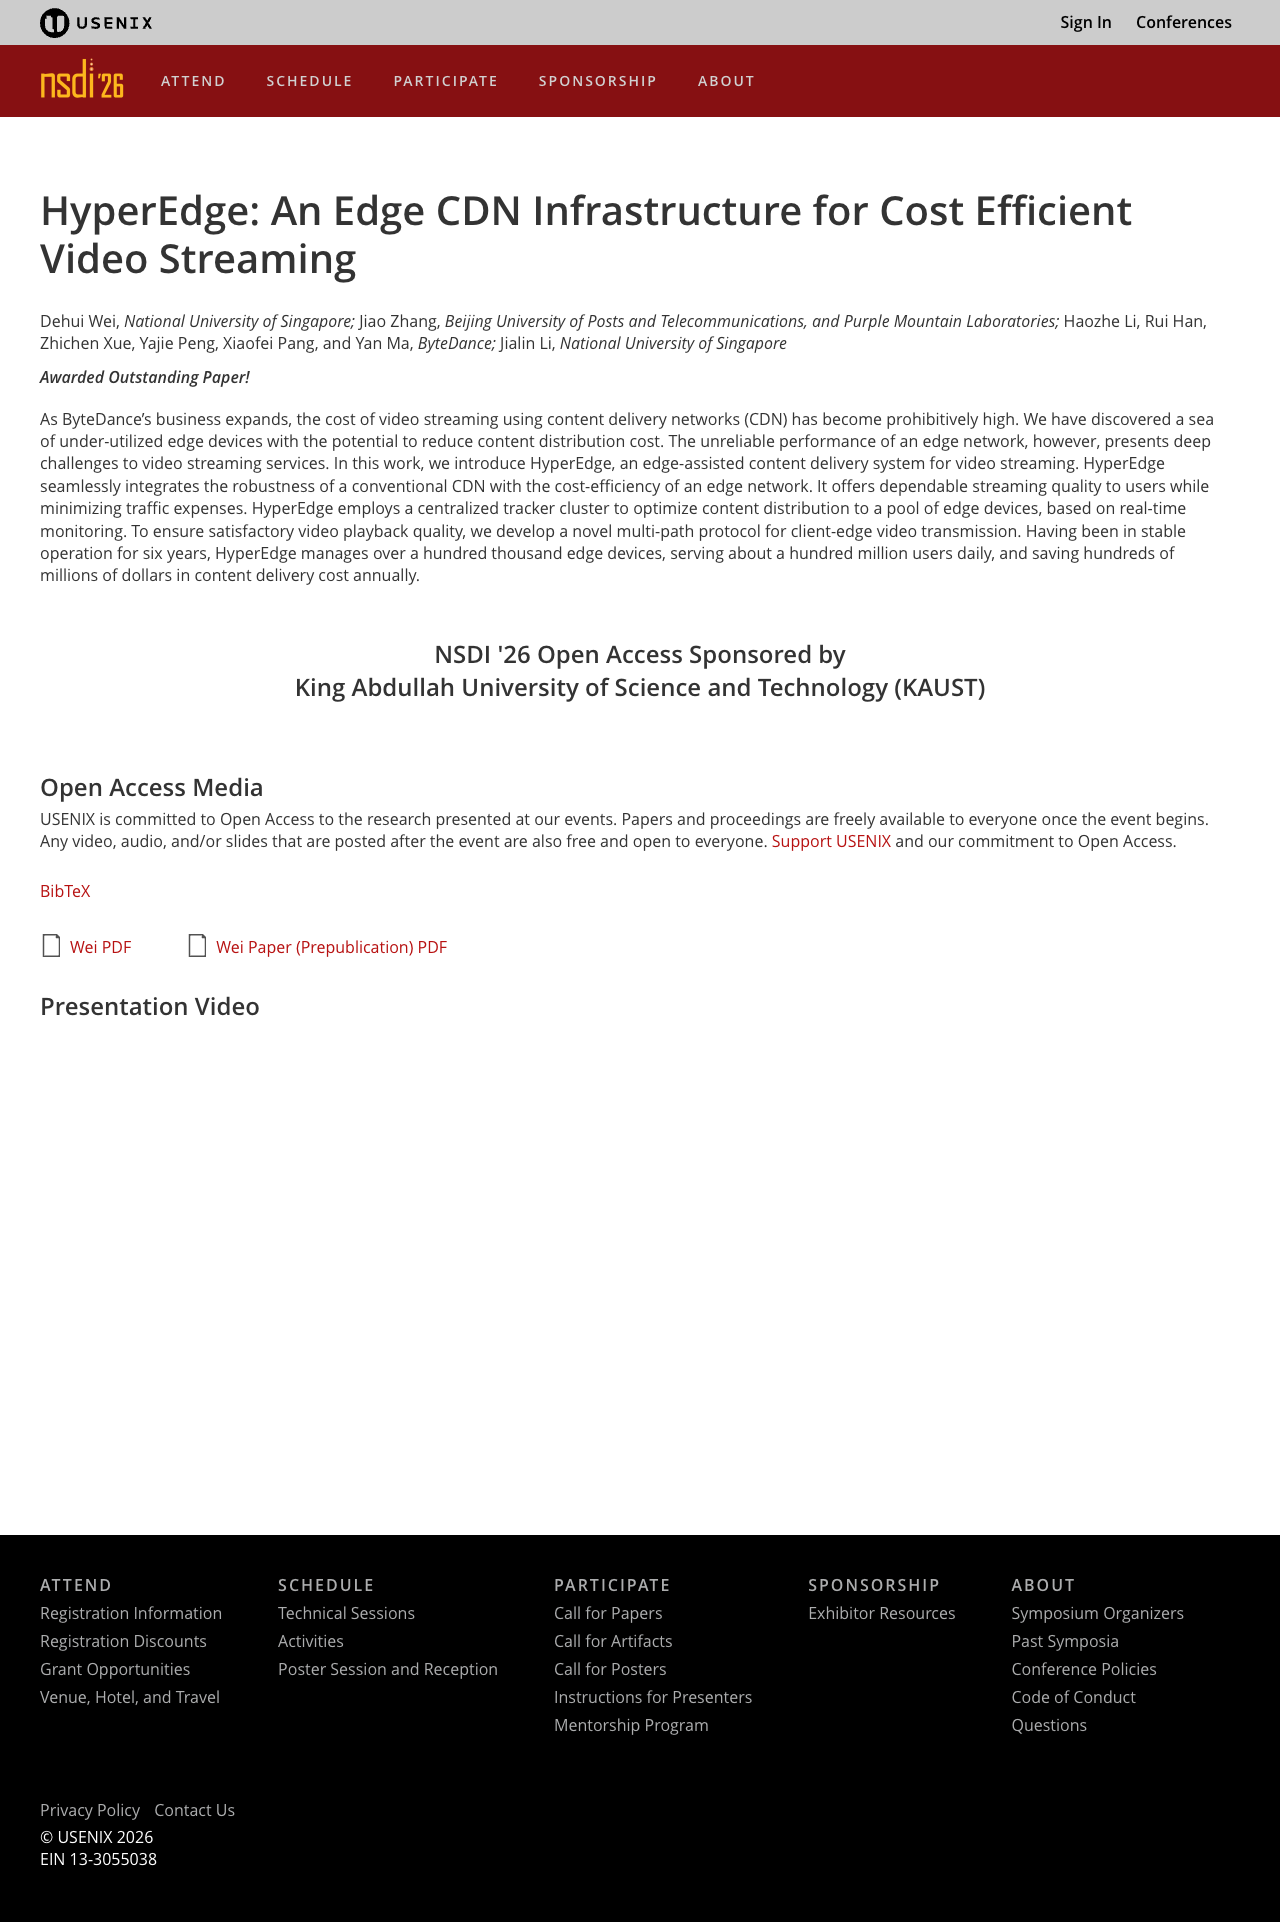 USENIX
Sign In Conferences
nsdi '26 ATTEND SCHEDULE PARTICIPATE SPONSORSHIP ABOUT
HyperEdge: An Edge CDN Infrastructure for Cost Efficient
Video Streaming
Dehui Wei, National University of Singapore; Jiao Zhang, Beijing University of Posts and Telecommunications, and Purple Mountain Laboratories; Haozhe Li, Rui Han,
Zhichen Xue, Yajie Peng, Xiaofei Pang, and Yan Ma, ByteDance; Jialin Li, National University of Singapore
Awarded Outstanding Paper!
As ByteDance’s business expands, the cost of video streaming using content delivery networks (CDN) has become prohibitively high. We have discovered a sea
of under-utilized edge devices with the potential to reduce content distribution cost. The unreliable performance of an edge network, however, presents deep
challenges to video streaming services. In this work, we introduce HyperEdge, an edge-assisted content delivery system for video streaming. HyperEdge
seamlessly integrates the robustness of a conventional CDN with the cost-efficiency of an edge network. It offers dependable streaming quality to users while
minimizing traffic expenses. HyperEdge employs a centralized tracker cluster to optimize content distribution to a pool of edge devices, based on real-time
monitoring. To ensure satisfactory video playback quality, we develop a novel multi-path protocol for client-edge video transmission. Having been in stable
operation for six years, HyperEdge manages over a hundred thousand edge devices, serving about a hundred million users daily, and saving hundreds of
millions of dollars in content delivery cost annually.
NSDI '26 Open Access Sponsored by
King Abdullah University of Science and Technology (KAUST)
Open Access Media
USENIX is committed to Open Access to the research presented at our events. Papers and proceedings are freely available to everyone once the event begins.
Any video, audio, and/or slides that are posted after the event are also free and open to everyone. Support USENIX and our commitment to Open Access.
BibTeX
Wei PDF Wei Paper (Prepublication) PDF
Presentation Video
ATTEND
Registration Information
Registration Discounts
Grant Opportunities
Venue, Hotel, and Travel
SCHEDULE
Technical Sessions
Activities
Poster Session and Reception
PARTICIPATE
Call for Papers
Call for Artifacts
Call for Posters
Instructions for Presenters
Mentorship Program
SPONSORSHIP
Exhibitor Resources
ABOUT
Symposium Organizers
Past Symposia
Conference Policies
Code of Conduct
Questions
Privacy Policy Contact Us
© USENIX 2026
EIN 13-3055038